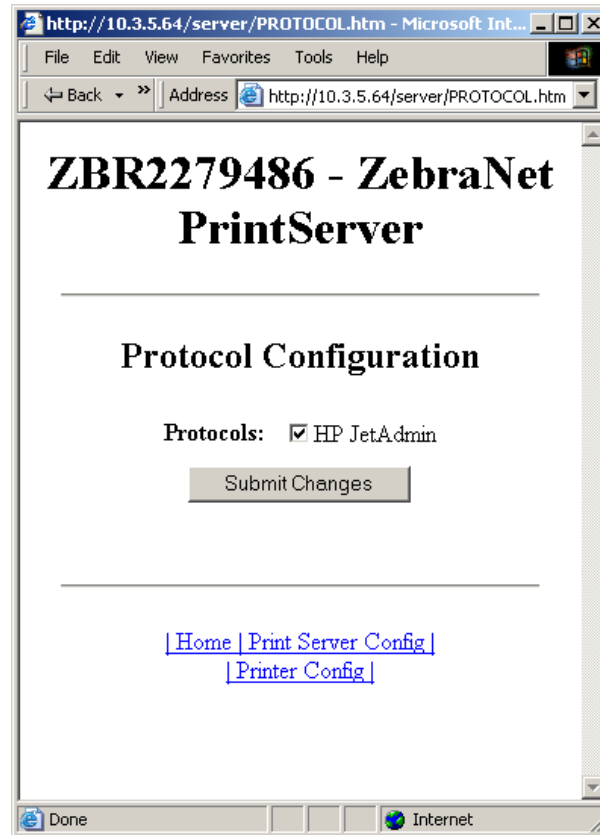 http://10.3.5.64/server/PROTOCOL.htm - Microsoft Int...
File Edit View Favorites Tools Help
Back » Address http://10.3.5.64/server/PROTOCOL.htm
ZBR2279486 - ZebraNet
PrintServer
Protocol Configuration
Protocols: HP JetAdmin
Submit Changes
| Home | Print Server Config |
| Printer Config |
Done Internet